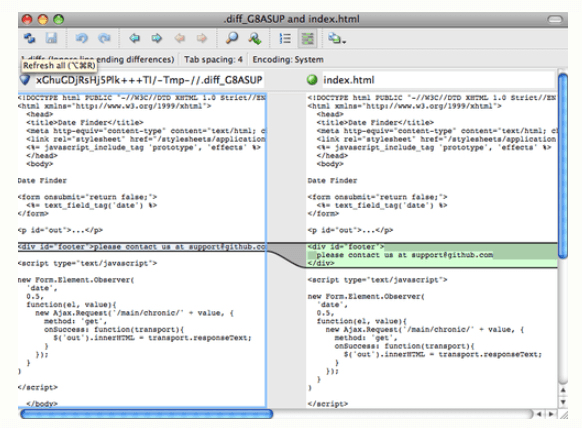 .diff_G8ASUP and index.html
1 diffs (Ignore line ending differences) Tab spacing: 4 Encoding: System
Refresh all (⌥⌘R)
xGhuGDjRsHj5Plk+++TI/-Tmp-//.diff_G8ASUP
<!DOCTYPE html PUBLIC "-//W3C//DTD XHTML 1.0 Strict//EN
<html xmlns="http://www.w3.org/1999/xhtml">
<head>
<title>Date Finder</title>
<meta http-equiv="content-type" content="text/html; c
<link rel="stylesheet" href="/stylesheets/application
<%= javascript_include_tag 'prototype', 'effects' %>
</head>
<body>
Date Finder
<form onsubmit="return false;">
<%= text_field_tag('date') %>
</form>
<p id="out">...</p>
<div id="footer">please contact us at support@github.co
<script type="text/javascript">
new Form.Element.Observer(
'date',
0.5,
function(el, value){
new Ajax.Request('/main/chronic/' + value, {
method: 'get',
onSuccess: function(transport){
$('out').innerHTML = transport.responseText;
}
});
}
)
</script>
</body>
index.html
<!DOCTYPE html PUBLIC "-//W3C//DTD XHTML 1.0 Strict//EN
<html xmlns="http://www.w3.org/1999/xhtml">
<head>
<title>Date Finder</title>
<meta http-equiv="content-type" content="text/html; c
<link rel="stylesheet" href="/stylesheets/application
<%= javascript_include_tag 'prototype', 'effects' %>
</head>
<body>
Date Finder
<form onsubmit="return false;">
<%= text_field_tag('date') %>
</form>
<p id="out">...</p>
<div id="footer">
please contact us at support@github.com
</div>
<script type="text/javascript">
new Form.Element.Observer(
'date',
0.5,
function(el, value){
new Ajax.Request('/main/chronic/' + value, {
method: 'get',
onSuccess: function(transport){
$('out').innerHTML = transport.responseText;
}
});
}
)
</script>